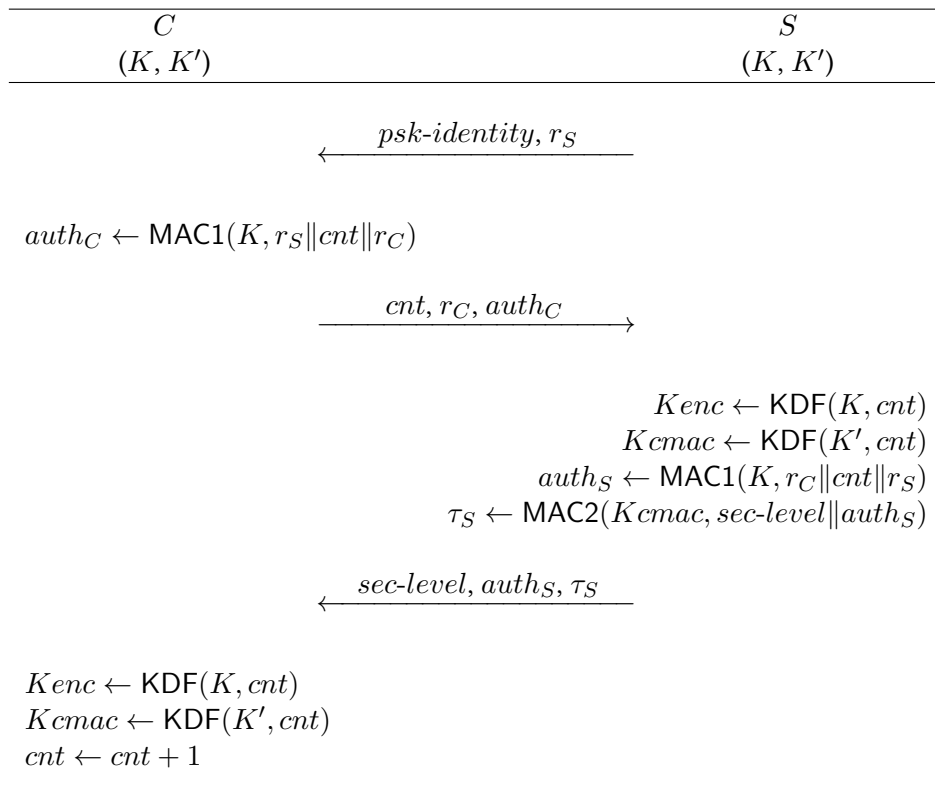 C S
(K, K′) (K, K′)
psk-identity, r_S
auth_C ← MAC1(K, r_S‖cnt‖r_C)
cnt, r_C, auth_C
Kenc ← KDF(K, cnt)
Kcmac ← KDF(K′, cnt)
auth_S ← MAC1(K, r_C‖cnt‖r_S)
τ_S ← MAC2(Kcmac, sec-level‖auth_S)
sec-level, auth_S, τ_S
Kenc ← KDF(K, cnt)
Kcmac ← KDF(K′, cnt)
cnt ← cnt + 1